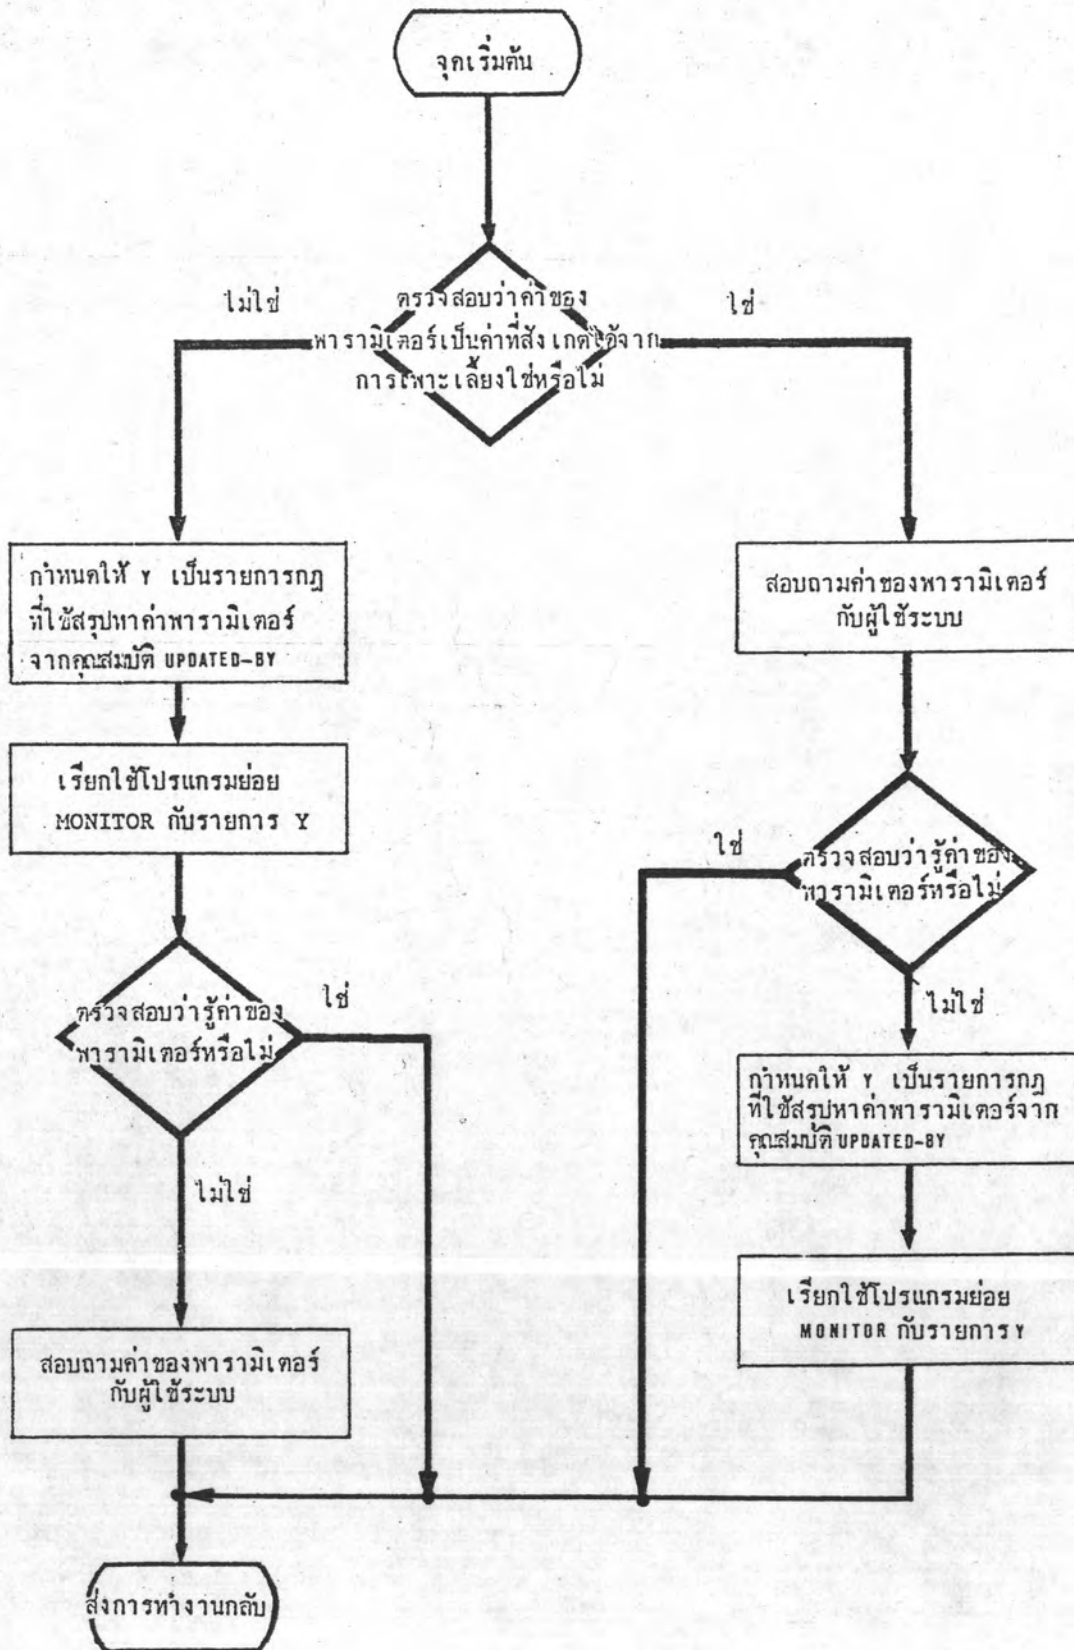 จุดเริ่มต้น
ตรวจสอบว่าค่าของ
พารามิเตอร์เป็นค่าที่สังเกตได้จาก
การเพาะเลี้ยงใช่หรือไม่
ไม่ใช่
ใช่
กำหนดให้ Y เป็นรายการกฎ
ที่ใช้สรุปหาค่าพารามิเตอร์
จากคุณสมบัติ UPDATED-BY
เรียกใช้โปรแกรมย่อย
MONITOR กับรายการ Y
ตรวจสอบว่ารู้ค่าของ
พารามิเตอร์หรือไม่
ใช่
ไม่ใช่
สอบถามค่าของพารามิเตอร์
กับผู้ใช้ระบบ
สอบถามค่าของพารามิเตอร์
กับผู้ใช้ระบบ
ตรวจสอบว่ารู้ค่าของ
พารามิเตอร์หรือไม่
ใช่
ไม่ใช่
กำหนดให้ Y เป็นรายการกฎ
ที่ใช้สรุปหาค่าพารามิเตอร์จาก
คุณสมบัติ UPDATED-BY
เรียกใช้โปรแกรมย่อย
MONITOR กับรายการ Y
ส่งการทำงานกลับ